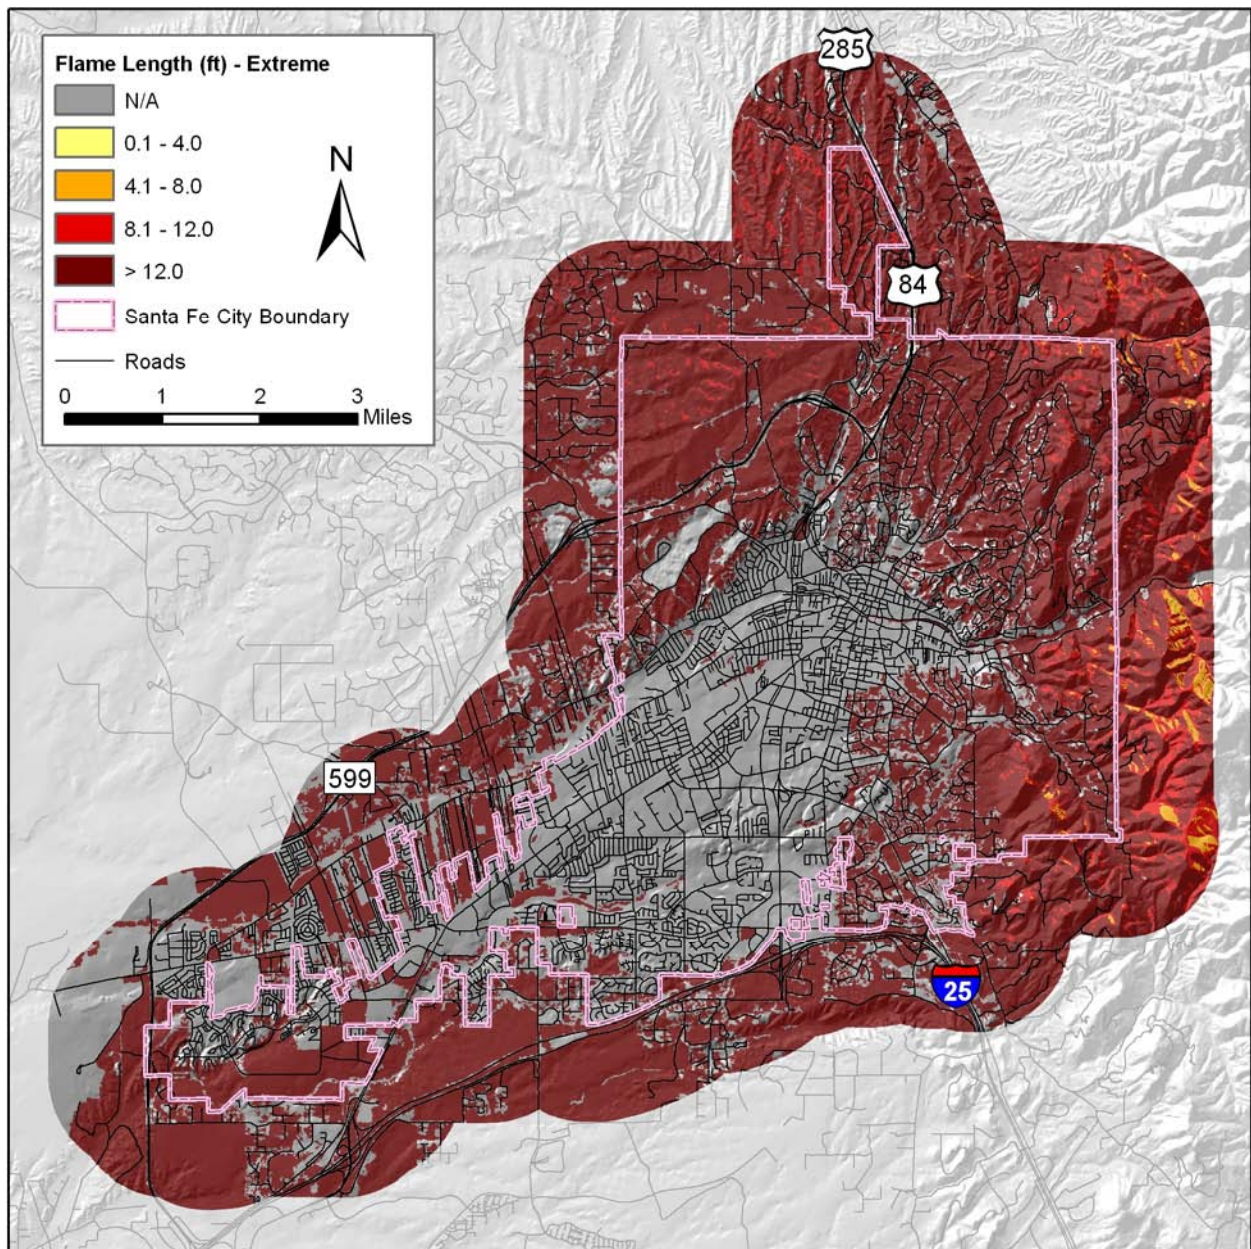 Flame Length (ft) - Extreme
N/A
0.1 - 4.0
4.1 - 8.0
8.1 - 12.0
> 12.0
Santa Fe City Boundary
Roads
0 1 2 3
Miles
N
285
84
599
25